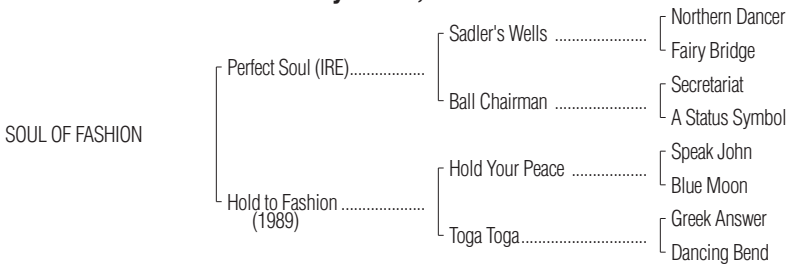 Northern Dancer
Sadler's Wells ......................
Fairy Bridge
Perfect Soul (IRE)..................
Secretariat
Ball Chairman ......................
A Status Symbol
SOUL OF FASHION
Speak John
Hold Your Peace ..................
Blue Moon
Hold to Fashion ....................
(1989)
Greek Answer
Toga Toga..............................
Dancing Bend